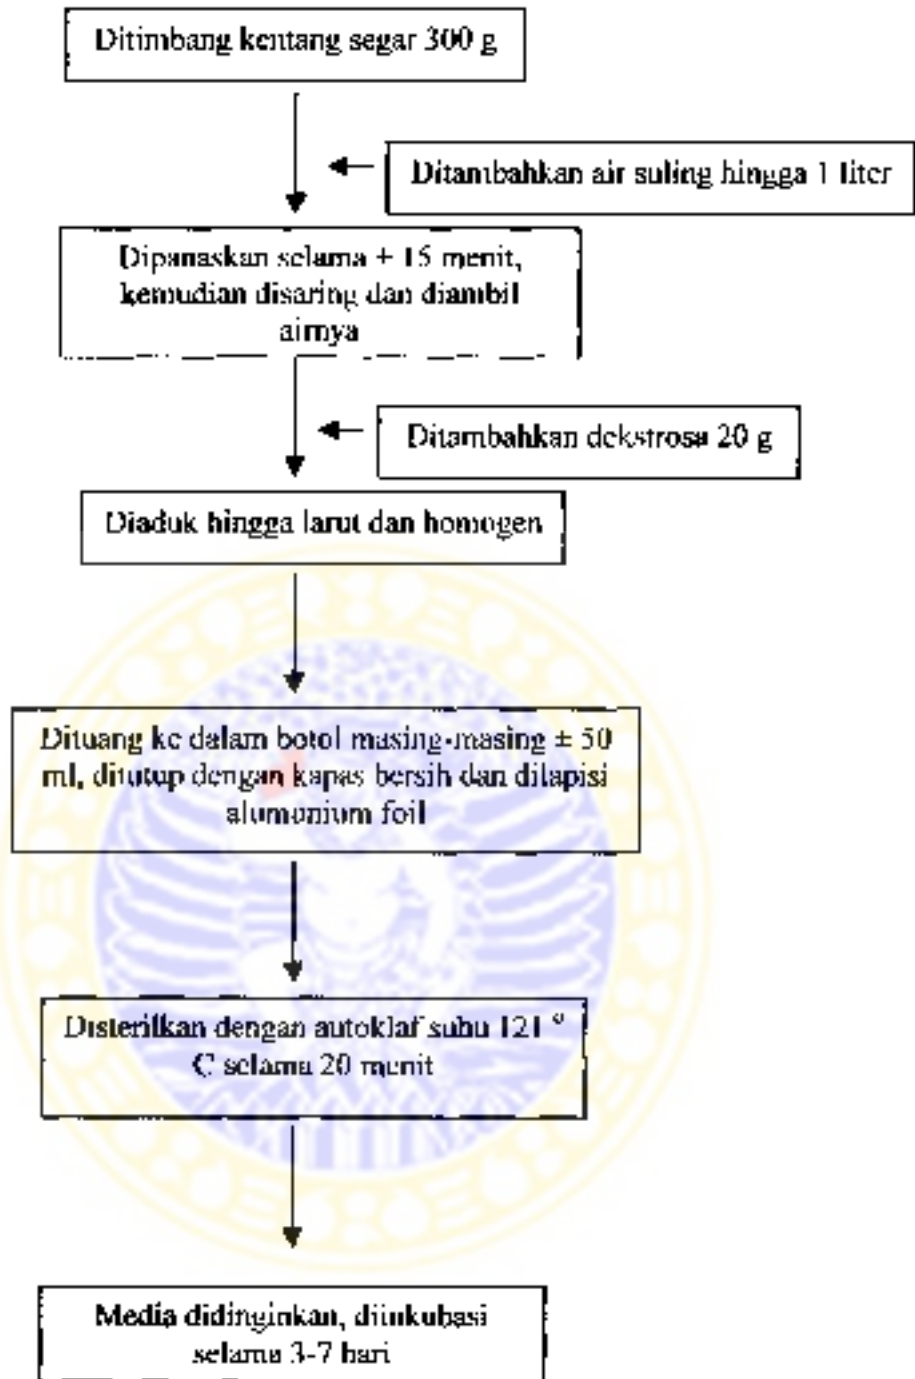 Ditimbang kentang segar 300 g
Ditambahkan air suling hingga 1 liter
Dipanaskan selama ± 15 menit,
kemudian disaring dan diambil
airnya
Ditambahkan dekstrosa 20 g
Diaduk hingga larut dan homogen
Dituang ke dalam botol masing-masing ± 50
ml, ditutup dengan kapas bersih dan dilapisi
alumunium foil
Disterilkan dengan autoklaf suhu 121 °
C selama 20 menit
Media didinginkan, diinkubasi
selama 3-7 hari